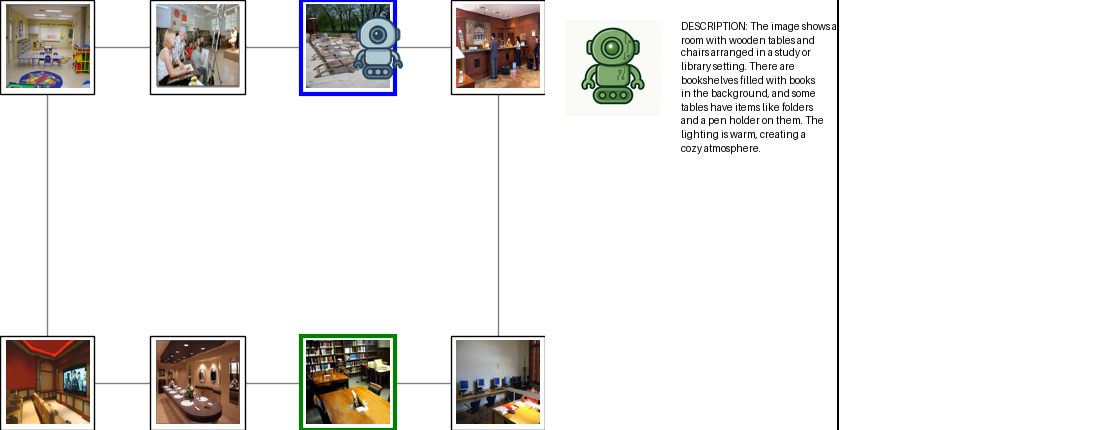 DESCRIPTION: The image shows a
room with wooden tables and
chairs arranged in a study or
library setting. There are
bookshelves filled with books
in the background, and some
tables have items like folders
and a pen holder on them. The
lighting is warm, creating a
cozy atmosphere.